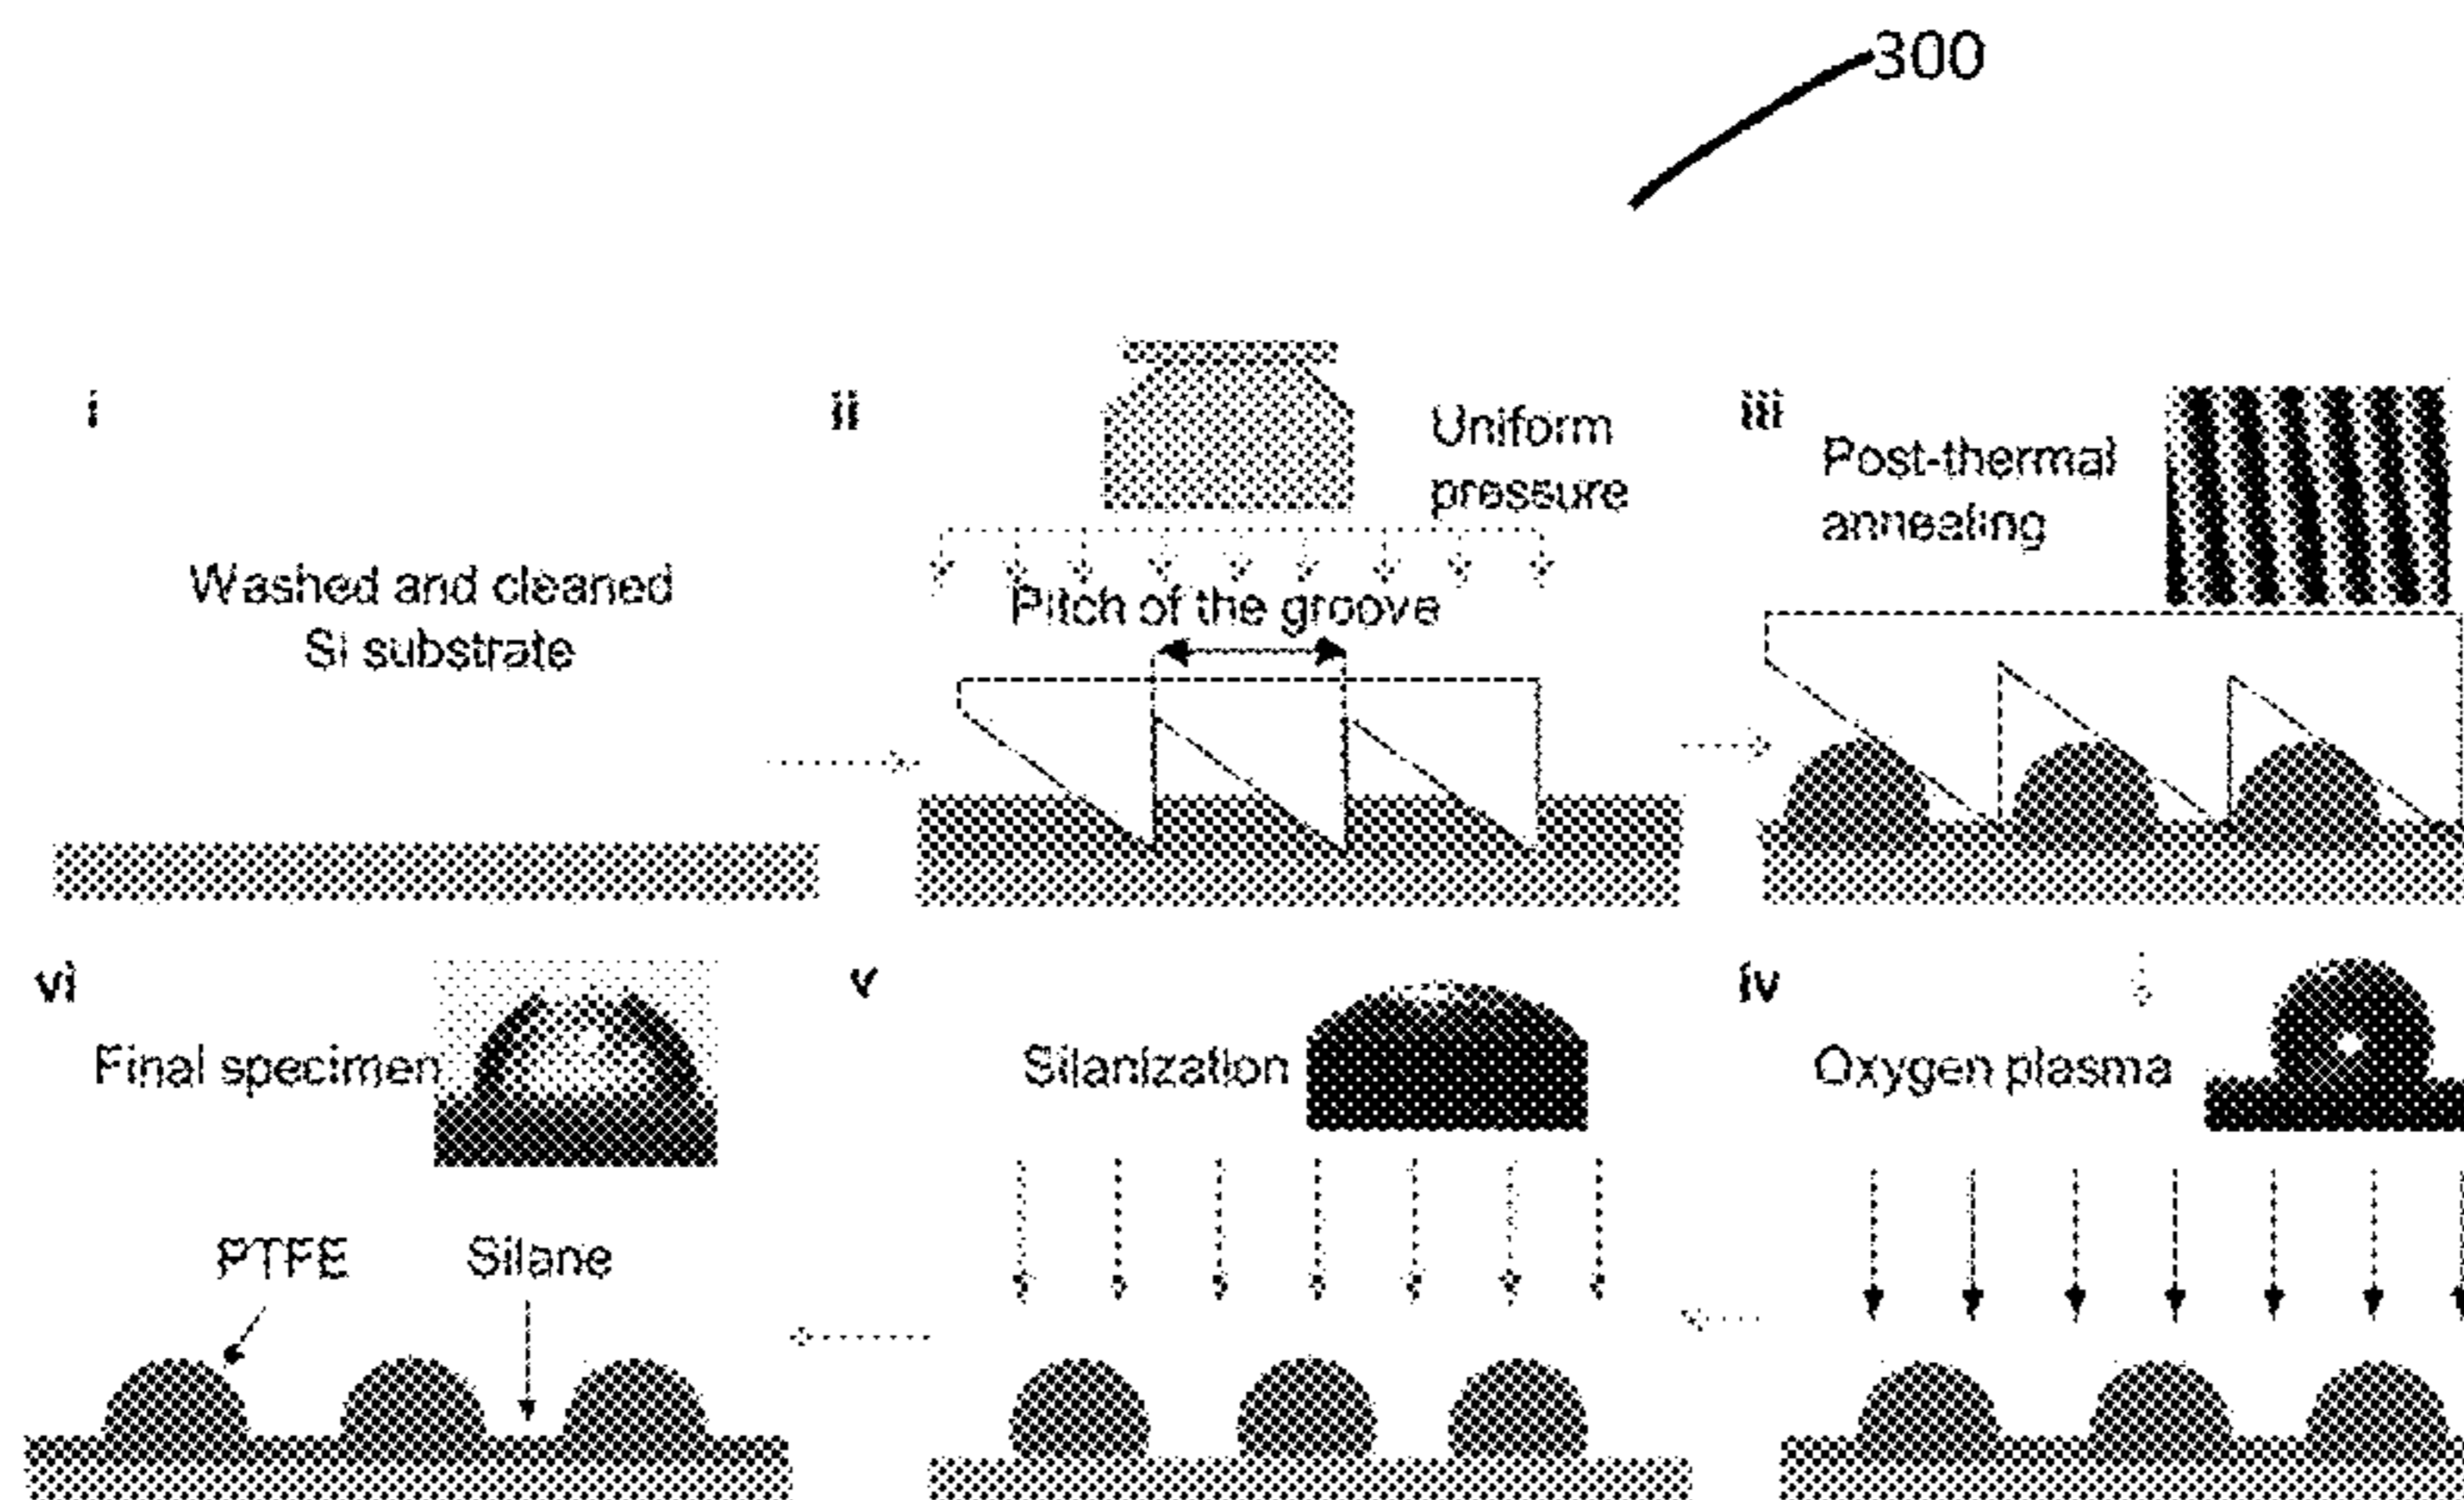 300
i
Washed and cleaned
Si substrate
ii
Uniform
pressure
Pitch of the groove
iii
Post-thermal
annealing
vi
Final specimen
PTFE
Silane
v
Silanization
iv
Oxygen plasma